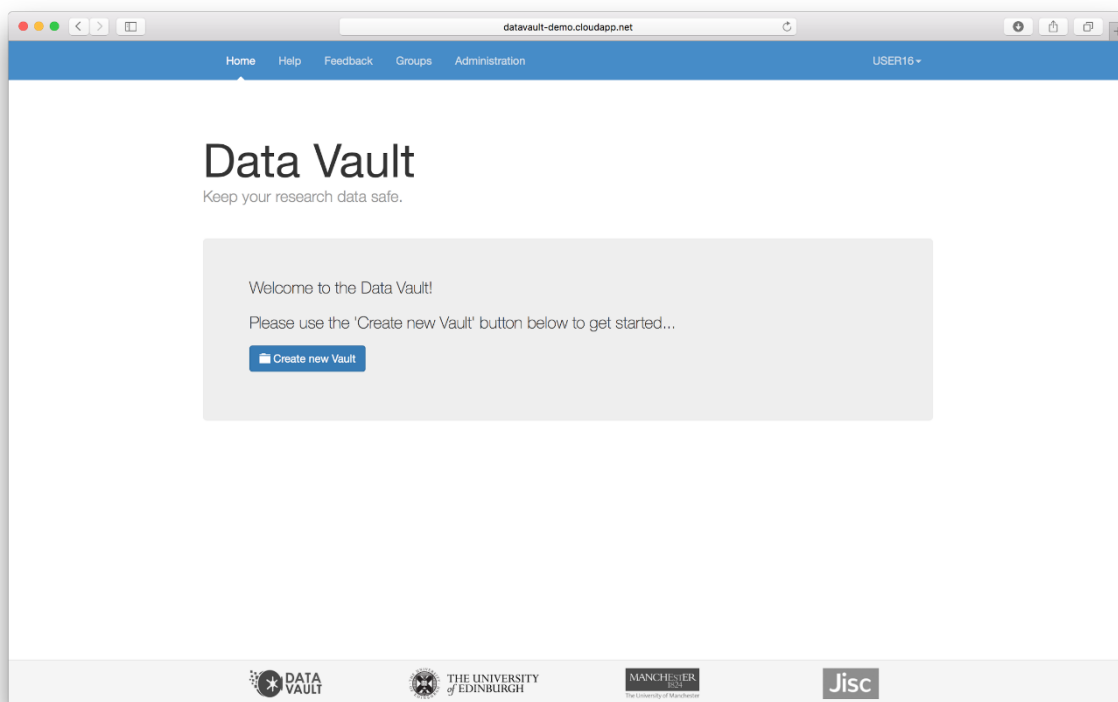 datavault-demo.cloudapp.net
Home Help Feedback Groups Administration USER16
Data Vault
Keep your research data safe.
Welcome to the Data Vault!
Please use the 'Create new Vault' button below to get started...
Create new Vault
DATA
VAULT
THE UNIVERSITY
of EDINBURGH
MANCHESTER
1824
The University of Manchester
Jisc